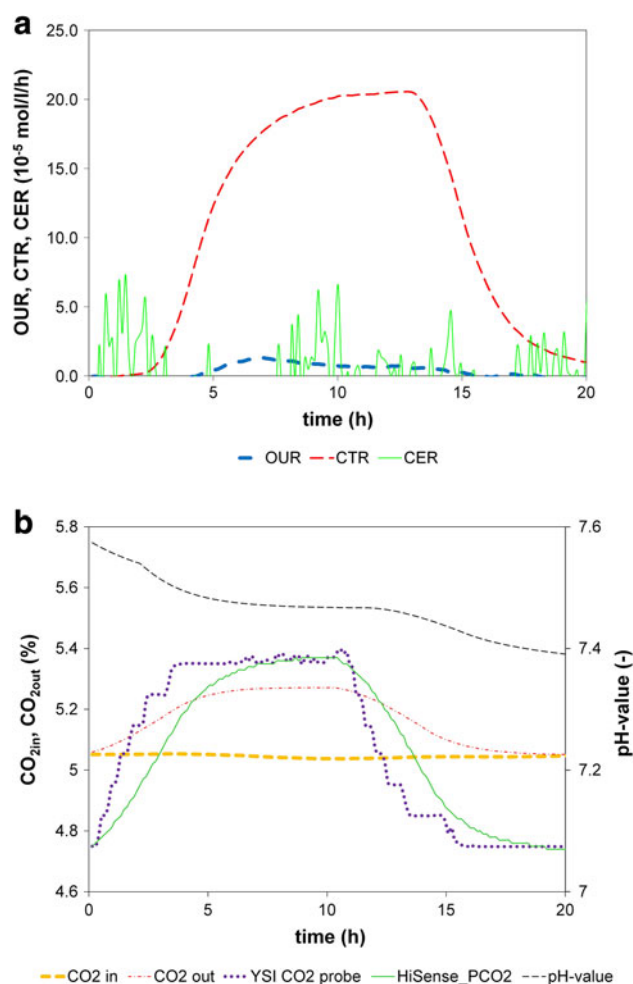 a
OUR, CTR, CER (10⁻⁵ mol/l/h)
25.0
20.0
15.0
10.0
5.0
0.0
0 5 10 15 20
time (h)
OUR CTR CER
b
CO₂in, CO₂out (%)
5.8
5.6
5.4
5.2
5
4.8
4.6
7.6
7.4
7.2
7
pH-value (-)
0 5 10 15 20
time (h)
CO2 in CO2 out YSI CO2 probe HiSense_PCO2 pH-value